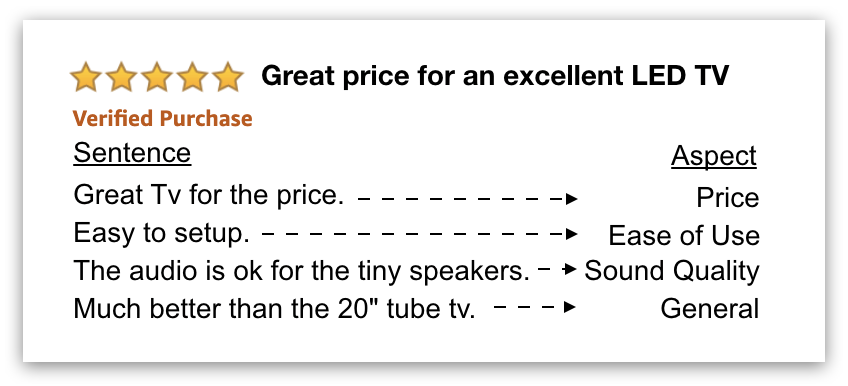 Great price for an excellent LED TV
Verified Purchase
Sentence Aspect
Great Tv for the price. Price
Easy to setup. Ease of Use
The audio is ok for the tiny speakers. Sound Quality
Much better than the 20" tube tv. General